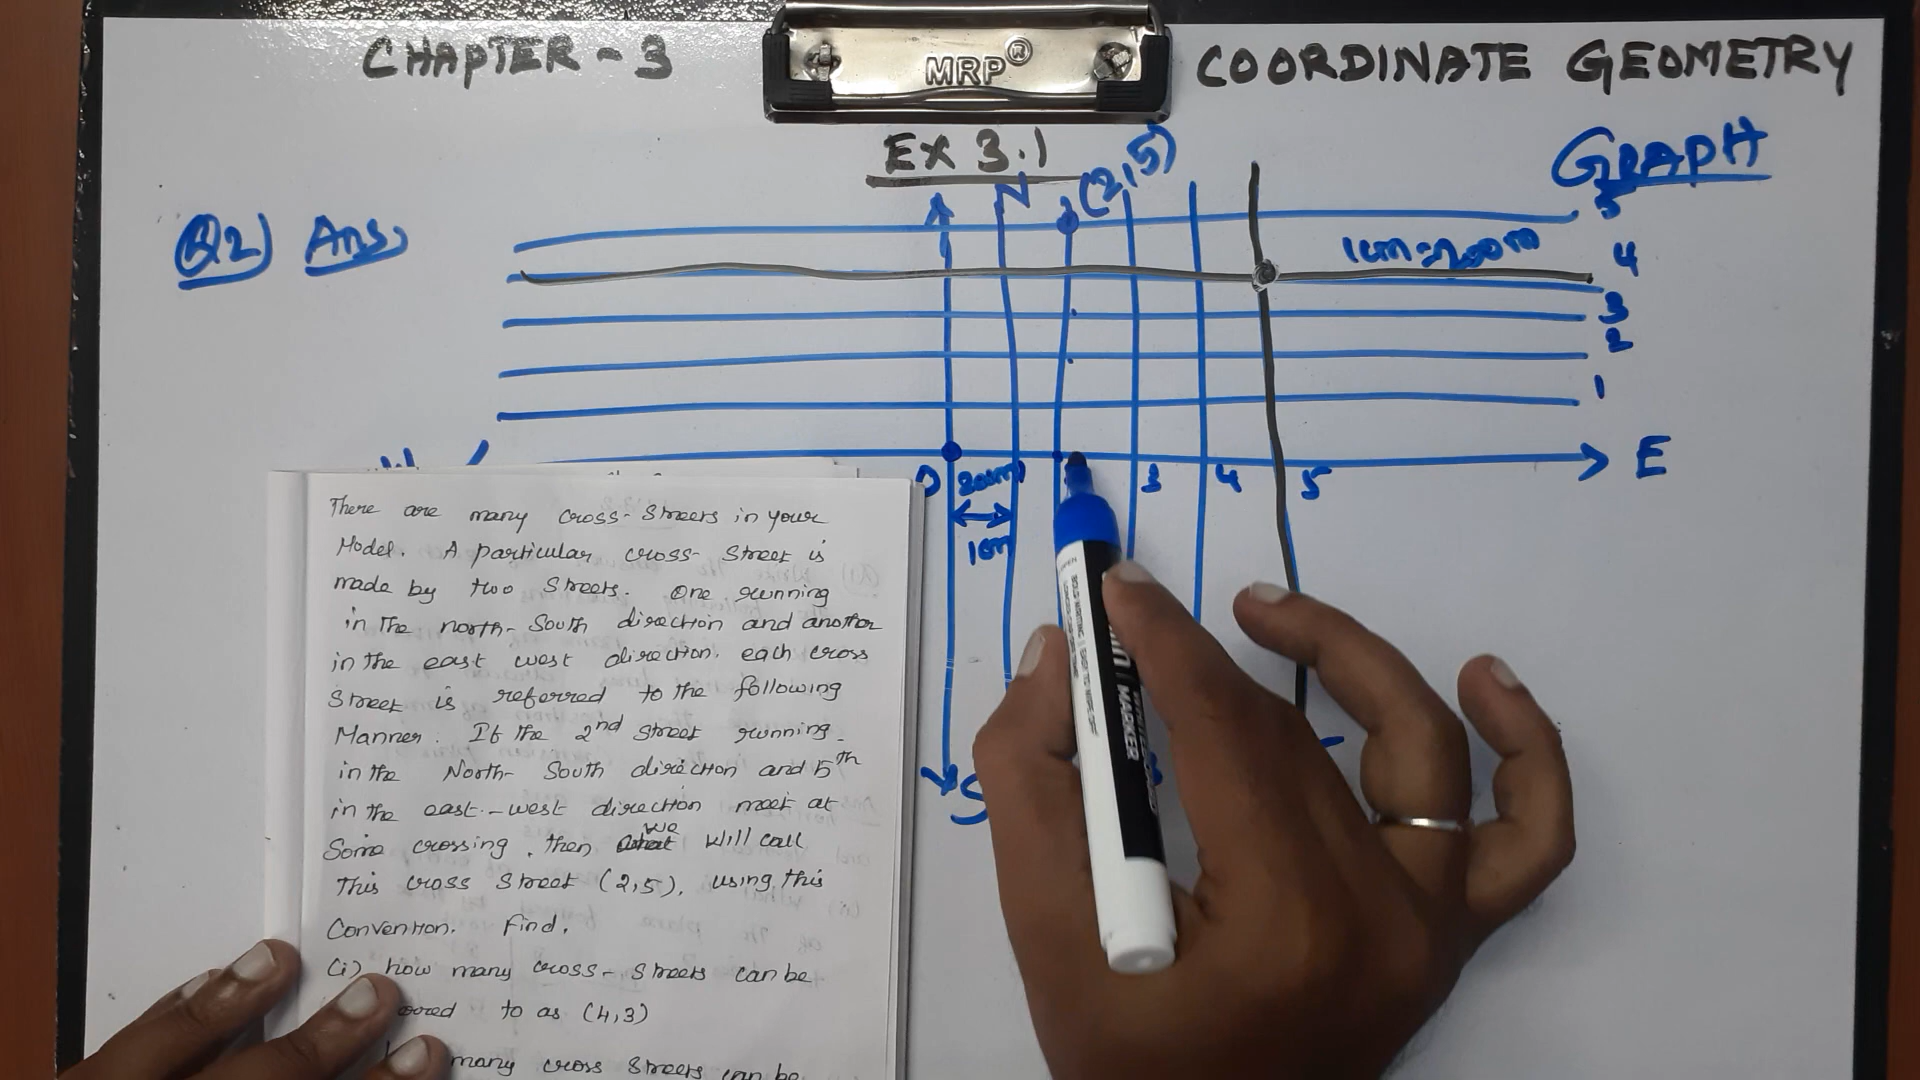 CHAPTER - 3
MRP®
COORDINATE GEOMETRY
EX 3.1
GRAPH
Q2) Ans,
N
(2,5)
5
1cm = 200m
4
3
2
1
E
0
200m
3
4
5
1cm
S
MARKER
There are many cross-Streets in your
Model. A particular cross-Street is
made by two Streets. One running
in the north-South direction and another
in the east west direction. each cross
Street is referred to the following
Manner. If the 2nd Street running-
in the North-South direction and 5th
in the east-west direction meet at
Some crossing, then we will call
This cross Street (2,5). using this
Convention. Find.
(i) how many cross-Streets can be
to as (4,3)
many cross Streets can be